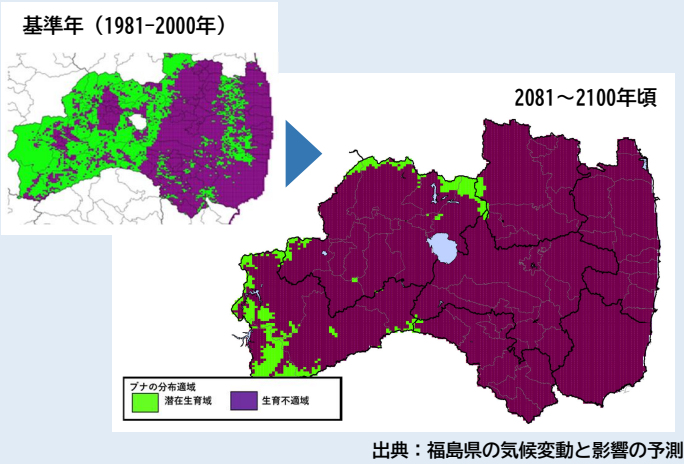 基準年（1981-2000年）
2081～2100年頃
ブナの分布適域
潜在生育域
生育不適域
出典：福島県の気候変動と影響の予測